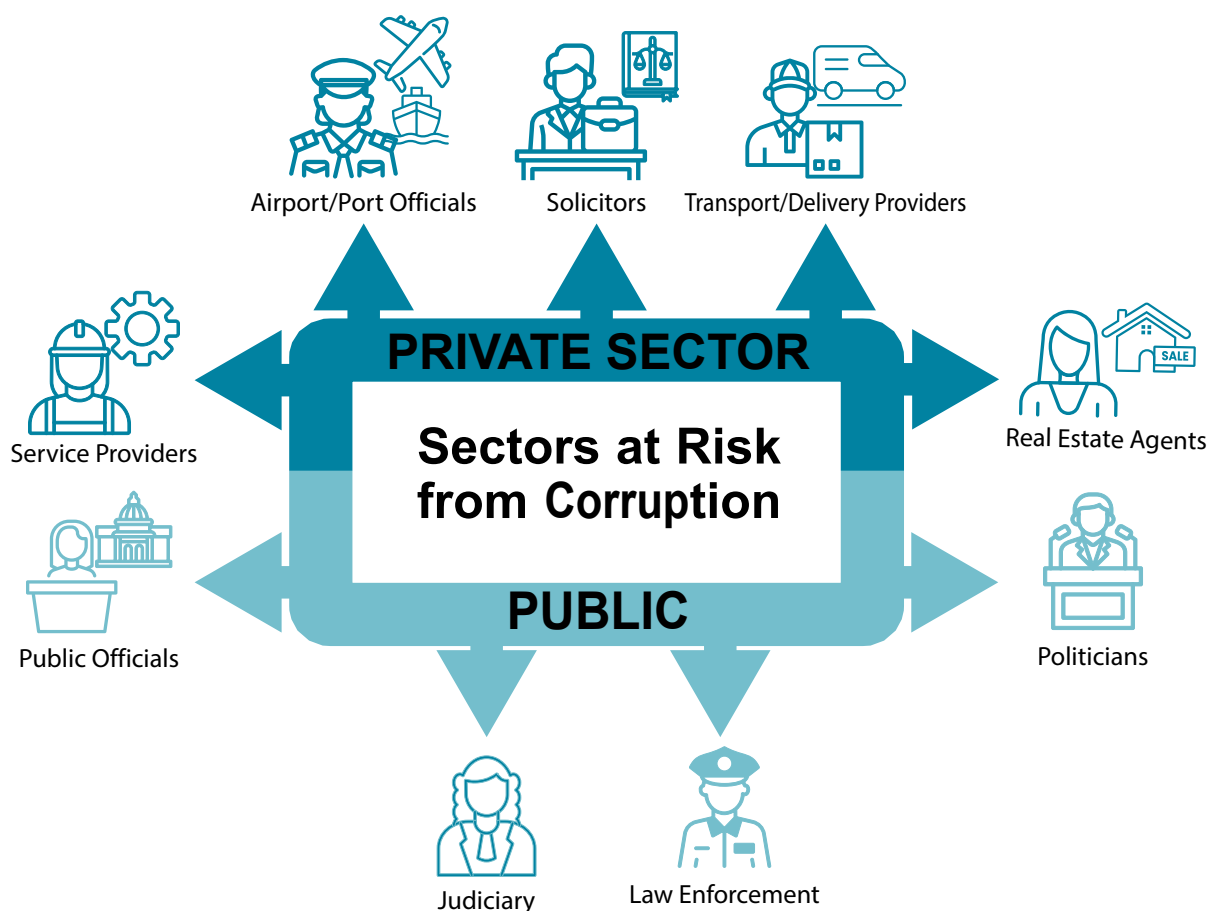 Airport/Port Officials
Solicitors
Transport/Delivery Providers
PRIVATE SECTOR
SALE
Service Providers
Real Estate Agents
Sectors at Risk
from Corruption
PUBLIC
Public Officials
Politicians
Judiciary
Law Enforcement